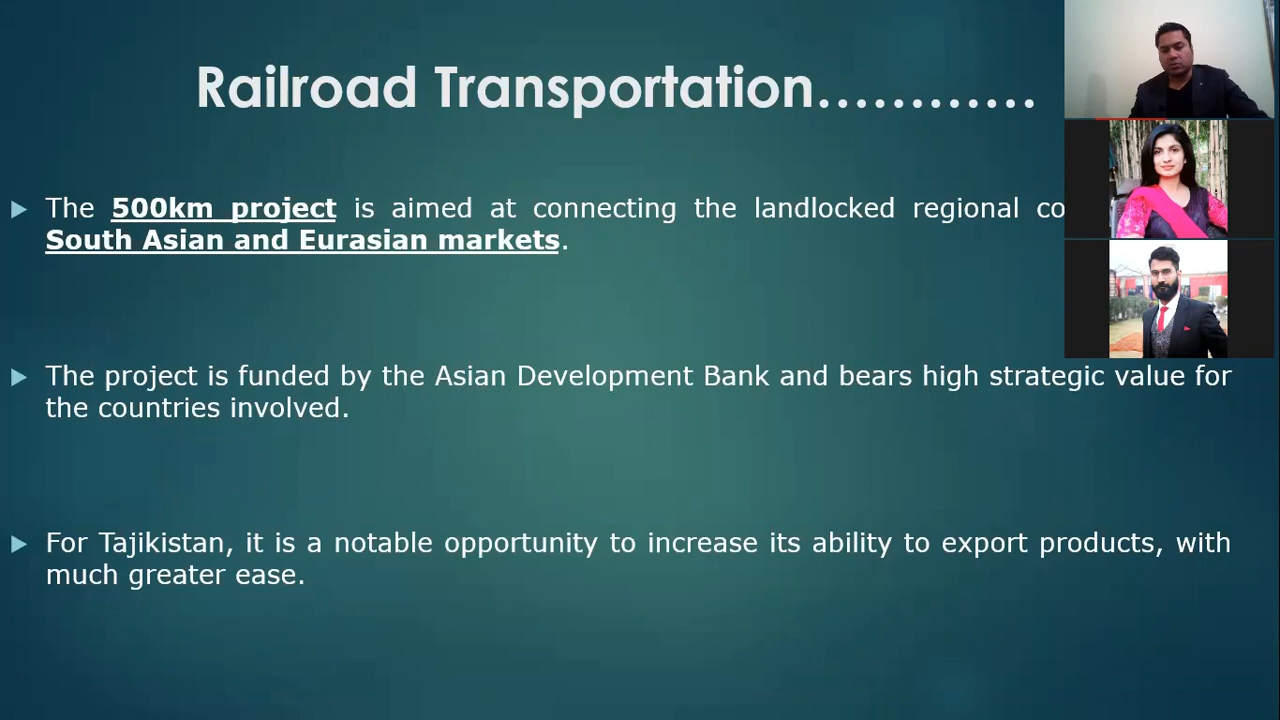 Railroad Transportation............
The 500km project is aimed at connecting the landlocked regional
South Asian and Eurasian markets.
The project is funded by the Asian Development Bank and bears high strategic value for
the countries involved.
For Tajikistan, it is a notable opportunity to increase its ability to export products, with
much greater ease.